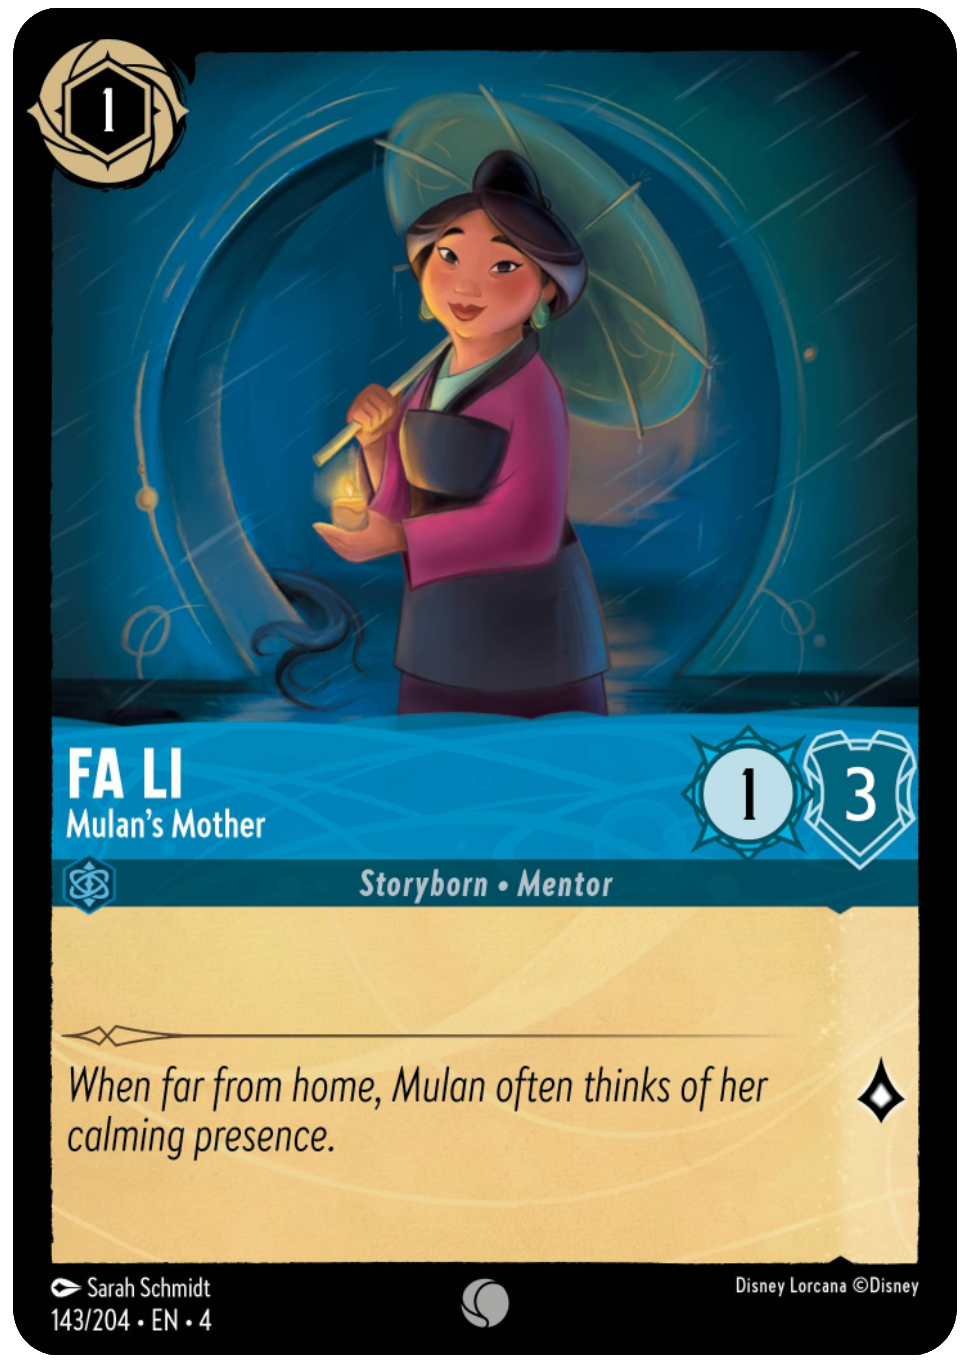 1
FA LI
Mulan's Mother
1
3
Storyborn • Mentor
When far from home, Mulan often thinks of her
calming presence.
Sarah Schmidt
143/204 • EN • 4
Disney Lorcana ©Disney